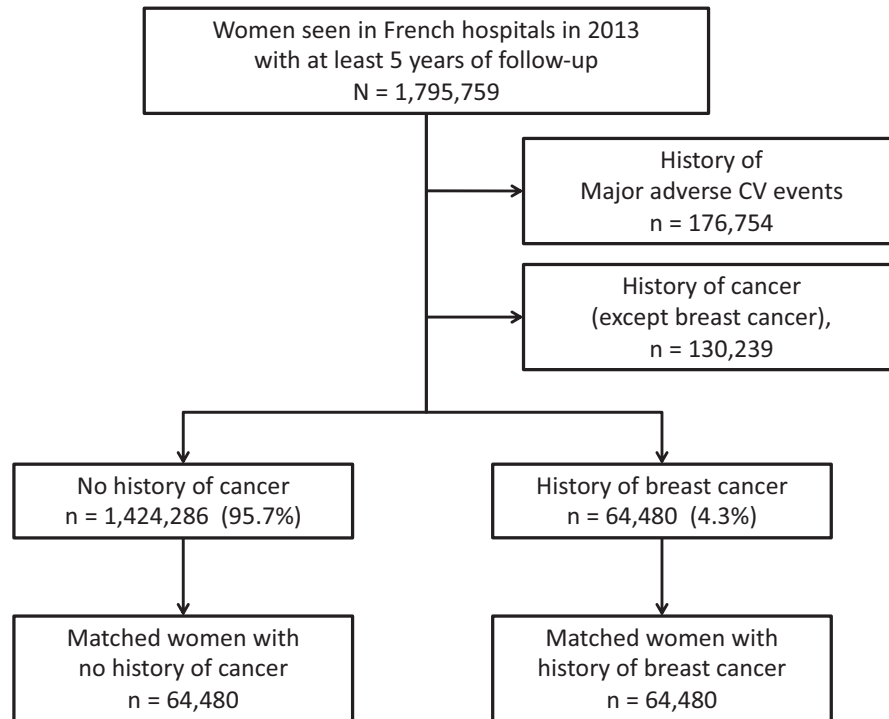 Women seen in French hospitals in 2013
with at least 5 years of follow-up
N = 1,795,759
History of
Major adverse CV events
n = 176,754
History of cancer
(except breast cancer),
n = 130,239
No history of cancer
n = 1,424,286 (95.7%)
History of breast cancer
n = 64,480 (4.3%)
Matched women with
no history of cancer
n = 64,480
Matched women with
history of breast cancer
n = 64,480